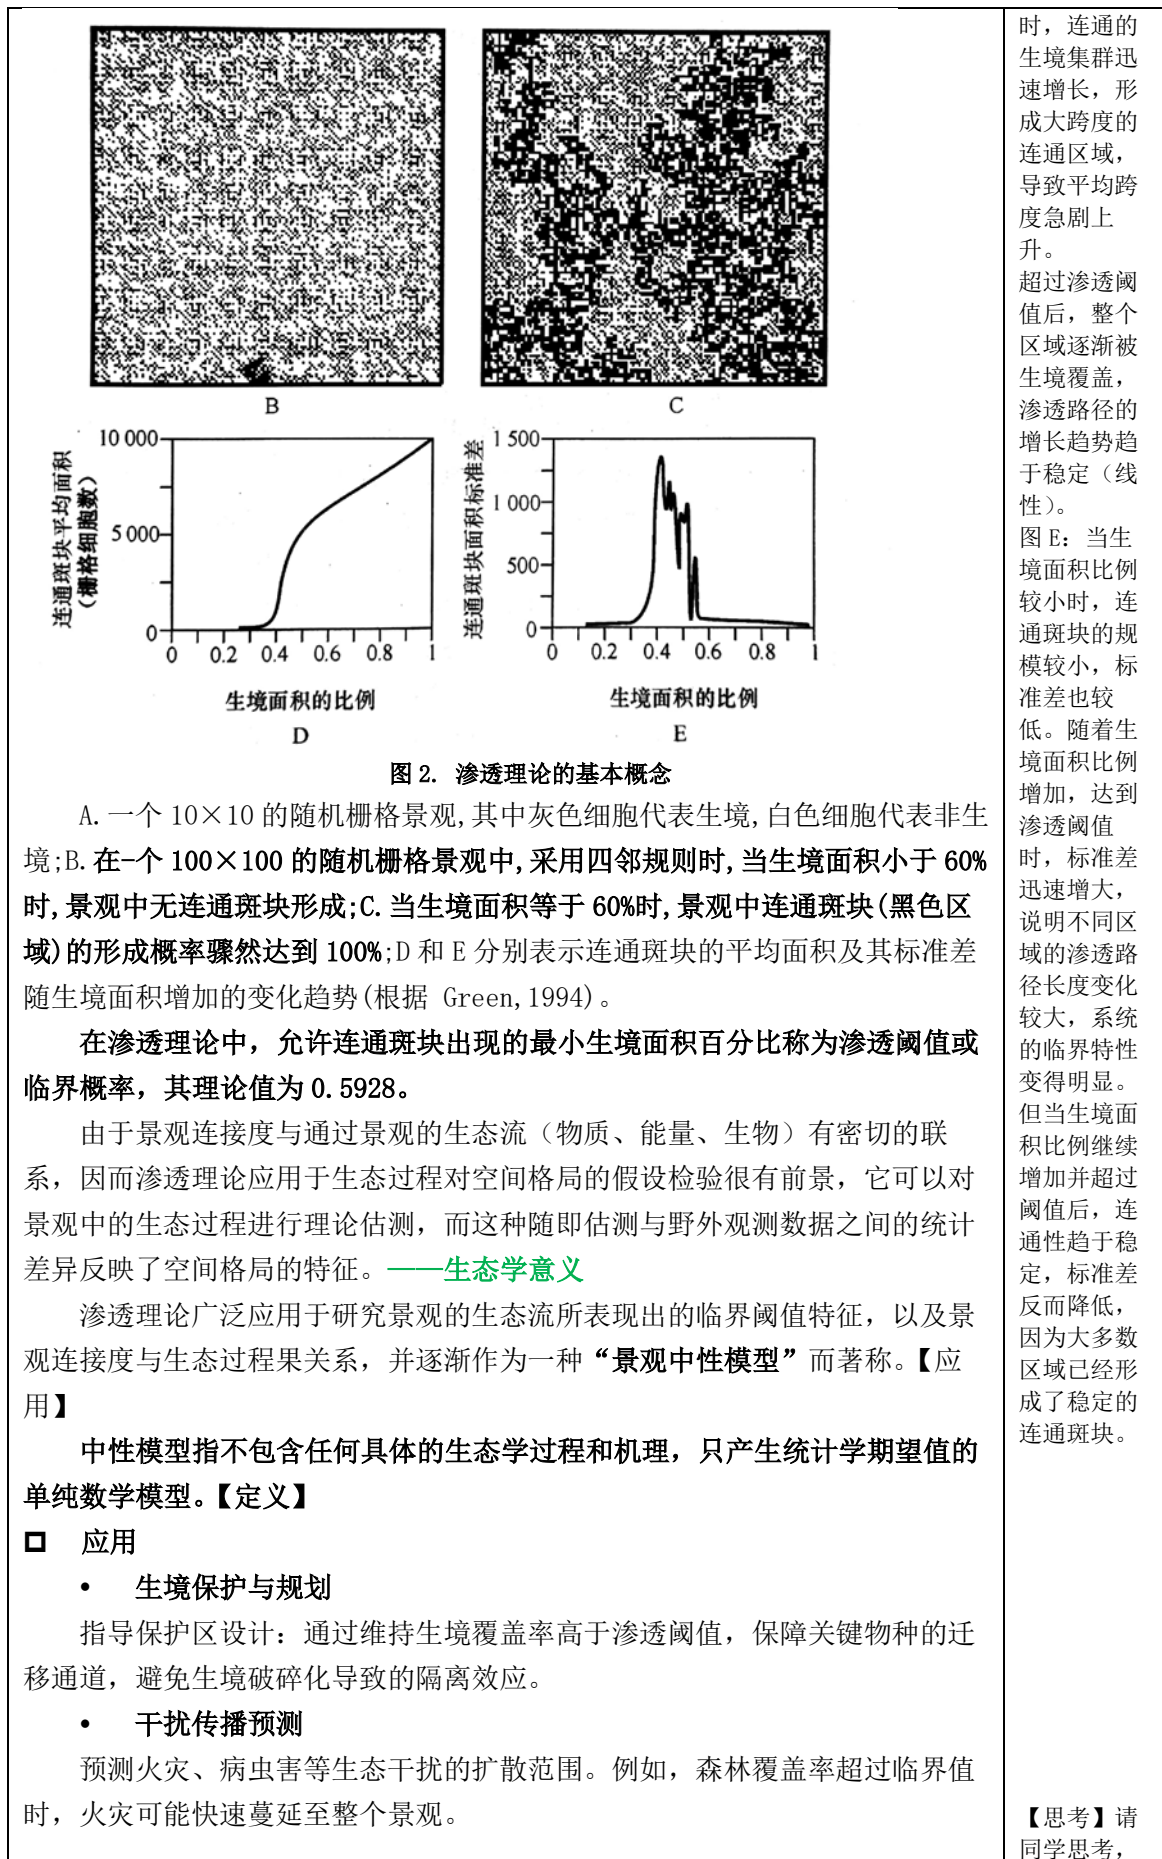 B
C
10 000
5 000
0
连通斑块平均面积
（栅格细胞数）
0 0.2 0.4 0.6 0.8 1
生境面积的比例
D
1 500
1 000
500
0
连通斑块面积标准差
0 0.2 0.4 0.6 0.8 1
生境面积的比例
E
图 2. 渗透理论的基本概念
A.一个 10×10 的随机栅格景观,其中灰色细胞代表生境,白色细胞代表非生
境;B.在-个 100×100 的随机栅格景观中,采用四邻规则时,当生境面积小于 60%
时,景观中无连通斑块形成;C.当生境面积等于 60%时,景观中连通斑块(黑色区
域)的形成概率骤然达到 100%;D 和 E 分别表示连通斑块的平均面积及其标准差
随生境面积增加的变化趋势(根据 Green,1994)。
在渗透理论中，允许连通斑块出现的最小生境面积百分比称为渗透阈值或
临界概率，其理论值为 0.5928。
由于景观连接度与通过景观的生态流（物质、能量、生物）有密切的联
系，因而渗透理论应用于生态过程对空间格局的假设检验很有前景，它可以对
景观中的生态过程进行理论估测，而这种随即估测与野外观测数据之间的统计
差异反映了空间格局的特征。——生态学意义
渗透理论广泛应用于研究景观的生态流所表现出的临界阈值特征，以及景
观连接度与生态过程果关系，并逐渐作为一种“景观中性模型”而著称。【应
用】
中性模型指不包含任何具体的生态学过程和机理，只产生统计学期望值的
单纯数学模型。【定义】
应用
• 生境保护与规划
指导保护区设计：通过维持生境覆盖率高于渗透阈值，保障关键物种的迁
移通道，避免生境破碎化导致的隔离效应。
• 干扰传播预测
预测火灾、病虫害等生态干扰的扩散范围。例如，森林覆盖率超过临界值
时，火灾可能快速蔓延至整个景观。
时，连通的
生境集群迅
速增长，形
成大跨度的
连通区域，
导致平均跨
度急剧上
升。
超过渗透阈
值后，整个
区域逐渐被
生境覆盖，
渗透路径的
增长趋势趋
于稳定（线
性）。
图 E：当生
境面积比例
较小时，连
通斑块的规
模较小，标
准差也较
低。随着生
境面积比例
增加，达到
渗透阈值
时，标准差
迅速增大，
说明不同区
域的渗透路
径长度变化
较大，系统
的临界特性
变得明显。
但当生境面
积比例继续
增加并超过
阈值后，连
通性趋于稳
定，标准差
反而降低，
因为大多数
区域已经形
成了稳定的
连通斑块。
【思考】请
同学思考，